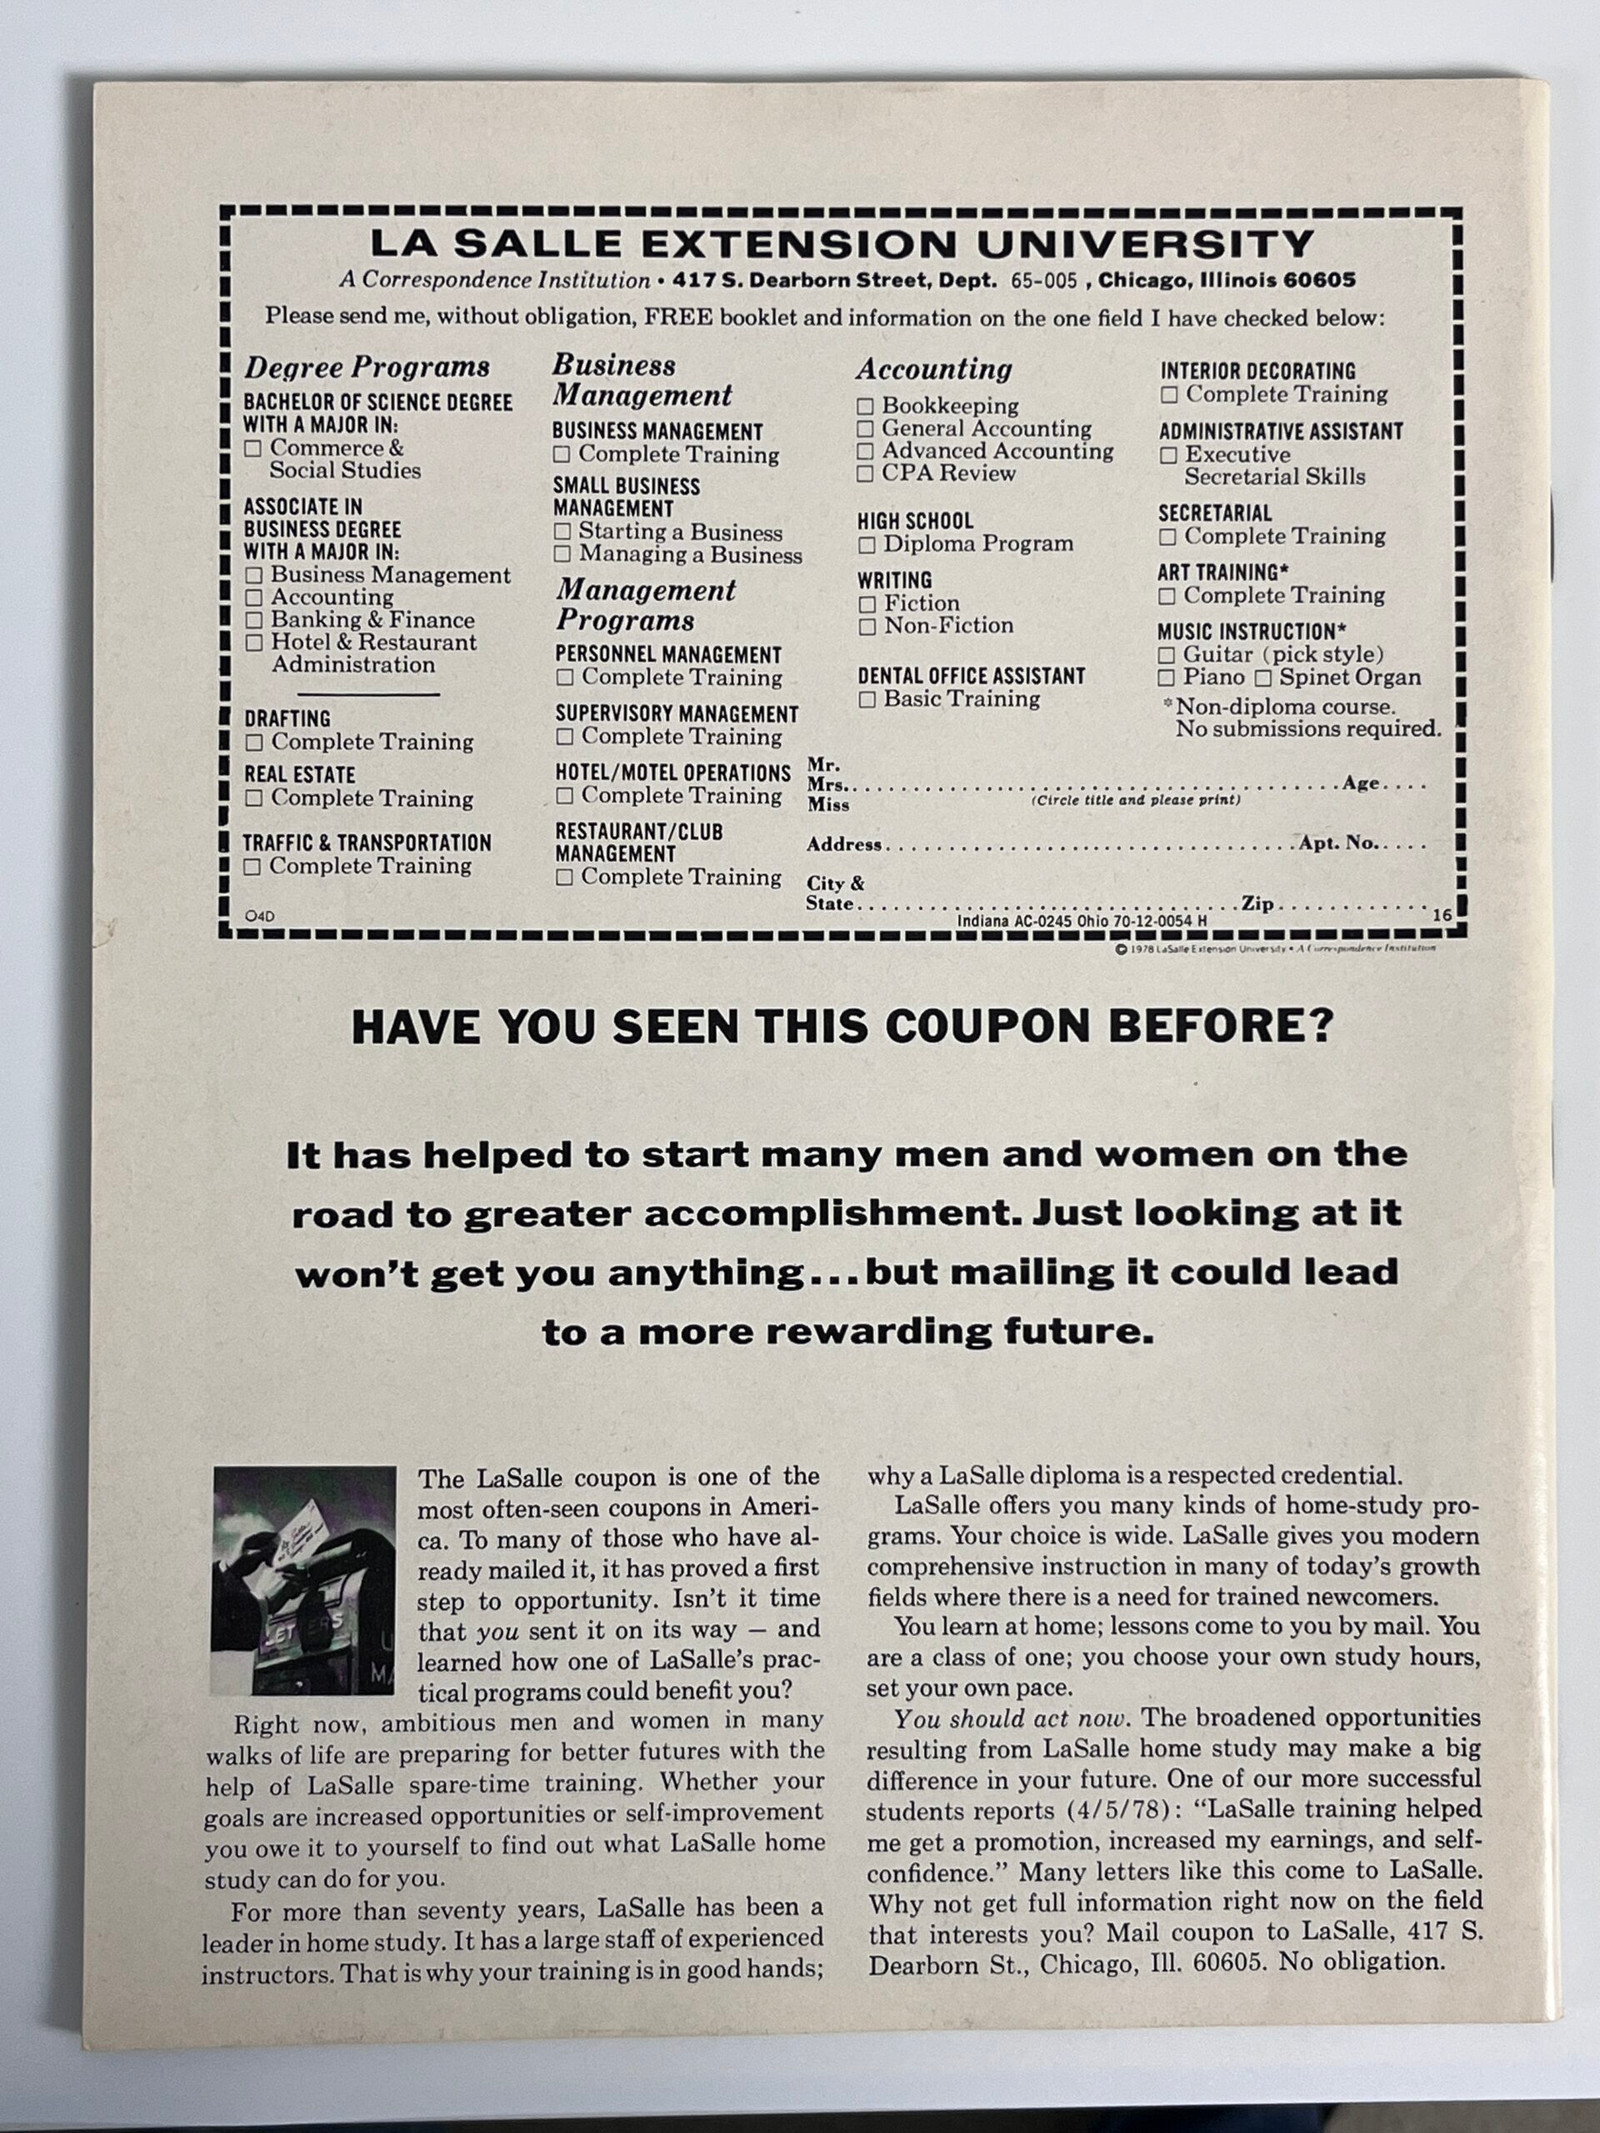 LA SALLE EXTENSION UNIVERSITY
A Correspondence Institution • 417 S. Dearborn Street, Dept. 65-005 , Chicago, Illinois 60605
Please send me, without obligation, FREE booklet and information on the one field I have checked below:
Degree Programs
BACHELOR OF SCIENCE DEGREE
WITH A MAJOR IN:
☐ Commerce &
Social Studies
ASSOCIATE IN
BUSINESS DEGREE
WITH A MAJOR IN:
☐ Business Management
☐ Accounting
☐ Banking & Finance
☐ Hotel & Restaurant
Administration
DRAFTING
☐ Complete Training
REAL ESTATE
☐ Complete Training
TRAFFIC & TRANSPORTATION
☐ Complete Training
O4D
Business
Management
BUSINESS MANAGEMENT
☐ Complete Training
SMALL BUSINESS
MANAGEMENT
☐ Starting a Business
☐ Managing a Business
Management
Programs
PERSONNEL MANAGEMENT
☐ Complete Training
SUPERVISORY MANAGEMENT
☐ Complete Training
HOTEL/MOTEL OPERATIONS
☐ Complete Training
RESTAURANT/CLUB
MANAGEMENT
☐ Complete Training
Accounting
☐ Bookkeeping
☐ General Accounting
☐ Advanced Accounting
☐ CPA Review
HIGH SCHOOL
☐ Diploma Program
WRITING
☐ Fiction
☐ Non-Fiction
DENTAL OFFICE ASSISTANT
☐ Basic Training
INTERIOR DECORATING
☐ Complete Training
ADMINISTRATIVE ASSISTANT
☐ Executive
Secretarial Skills
SECRETARIAL
☐ Complete Training
ART TRAINING*
☐ Complete Training
MUSIC INSTRUCTION*
☐ Guitar (pick style)
☐ Piano ☐ Spinet Organ
*Non-diploma course.
No submissions required.
Mr.
Mrs. Age
Miss (Circle title and please print)
Address Apt. No.
City &
State Zip
Indiana AC-0245 Ohio 70-12-0054 H 16
© 1978 LaSalle Extension University • A Correspondence Institution
HAVE YOU SEEN THIS COUPON BEFORE?
It has helped to start many men and women on the
road to greater accomplishment. Just looking at it
won't get you anything...but mailing it could lead
to a more rewarding future.
LETTERS
U
MA
The LaSalle coupon is one of the
most often-seen coupons in Ameri-
ca. To many of those who have al-
ready mailed it, it has proved a first
step to opportunity. Isn't it time
that you sent it on its way — and
learned how one of LaSalle's prac-
tical programs could benefit you?
Right now, ambitious men and women in many
walks of life are preparing for better futures with the
help of LaSalle spare-time training. Whether your
goals are increased opportunities or self-improvement
you owe it to yourself to find out what LaSalle home
study can do for you.
For more than seventy years, LaSalle has been a
leader in home study. It has a large staff of experienced
instructors. That is why your training is in good hands;
why a LaSalle diploma is a respected credential.
LaSalle offers you many kinds of home-study pro-
grams. Your choice is wide. LaSalle gives you modern
comprehensive instruction in many of today's growth
fields where there is a need for trained newcomers.
You learn at home; lessons come to you by mail. You
are a class of one; you choose your own study hours,
set your own pace.
You should act now. The broadened opportunities
resulting from LaSalle home study may make a big
difference in your future. One of our more successful
students reports (4/5/78): "LaSalle training helped
me get a promotion, increased my earnings, and self-
confidence." Many letters like this come to LaSalle.
Why not get full information right now on the field
that interests you? Mail coupon to LaSalle, 417 S.
Dearborn St., Chicago, Ill. 60605. No obligation.